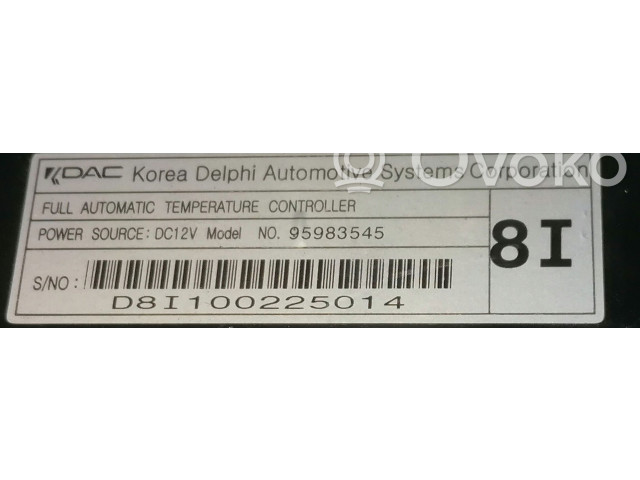 KDAC Korea Delphi Automotive Systems Corporation
FULL AUTOMATIC TEMPERATURE CONTROLLER
POWER SOURCE: DC12V Model NO. 95983545
8I
S/NO:
D8I100225014
Ovoko